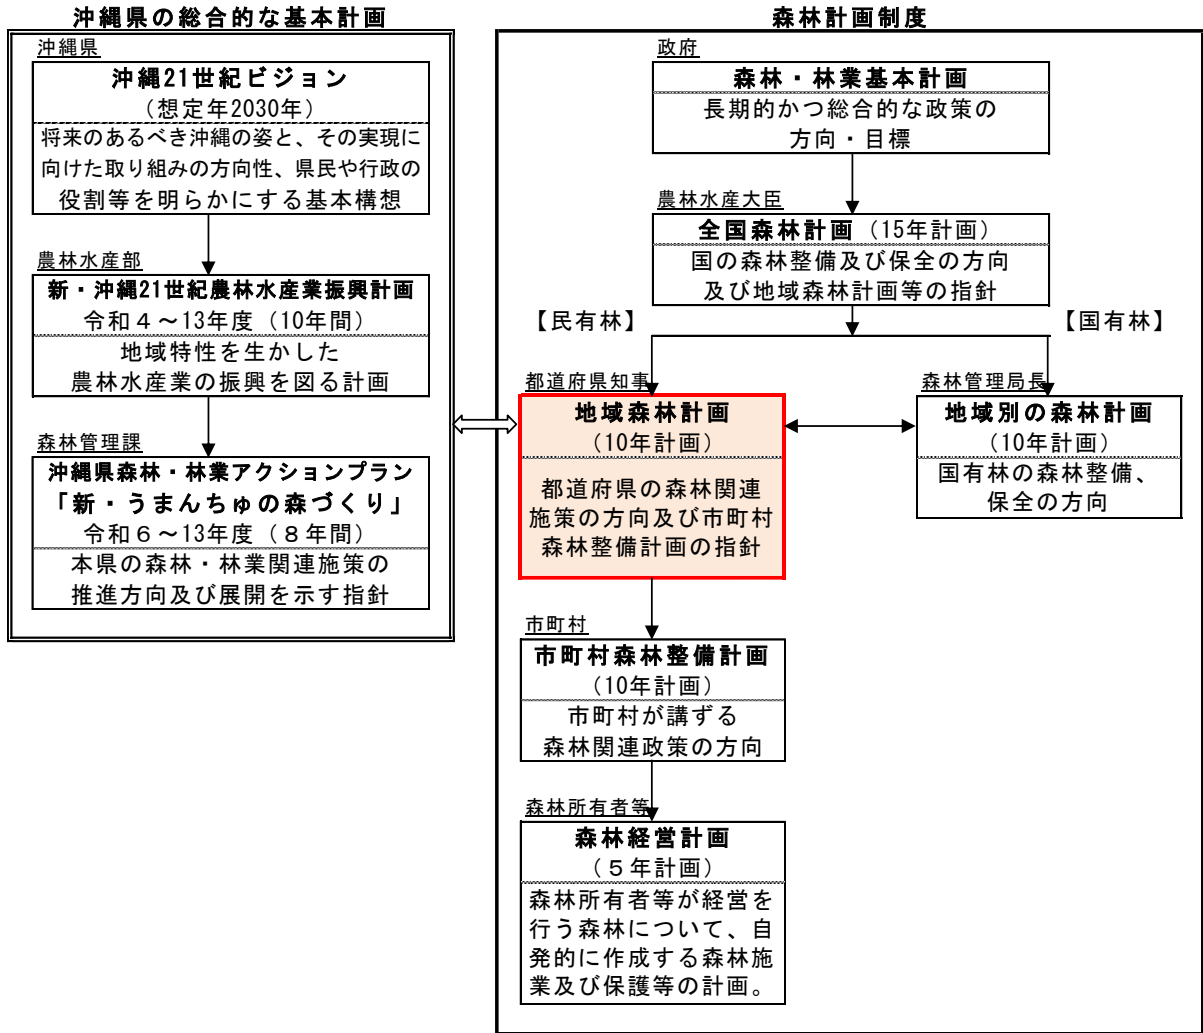 沖縄県の総合的な基本計画
沖縄県
沖縄21世紀ビジョン
(想定年2030年)
将来のあるべき沖縄の姿と、その実現に
向けた取り組みの方向性、県民や行政の
役割等を明らかにする基本構想
農林水産部
新・沖縄21世紀農林水産業振興計画
令和４～13年度（10年間）
地域特性を生かした
農林水産業の振興を図る計画
森林管理課
沖縄県森林・林業アクションプラン
「新・うまんちゅの森づくり」
令和６～13年度（８年間）
本県の森林・林業関連施策の
推進方向及び展開を示す指針
森林計画制度
政府
森林・林業基本計画
長期的かつ総合的な政策の
方向・目標
農林水産大臣
全国森林計画（15年計画）
国の森林整備及び保全の方向
及び地域森林計画等の指針
【民有林】
【国有林】
都道府県知事
地域森林計画
(10年計画)
都道府県の森林関連
施策の方向及び市町村
森林整備計画の指針
森林管理局長
地域別の森林計画
(10年計画)
国有林の森林整備、
保全の方向
市町村
市町村森林整備計画
(10年計画)
市町村が講ずる
森林関連政策の方向
森林所有者等
森林経営計画
(５年計画)
森林所有者等が経営を
行う森林について、自
発的に作成する森林施
業及び保護等の計画。